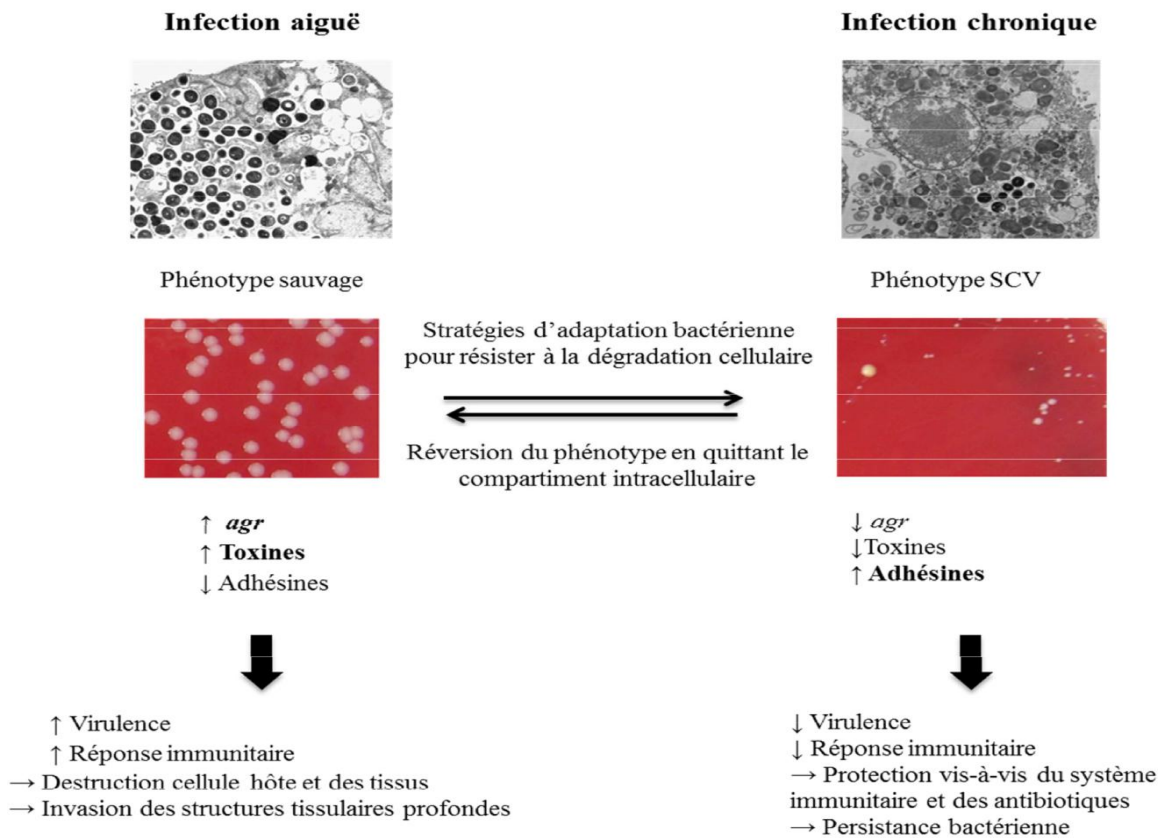 Infection aiguë
Infection chronique
Phénotype sauvage
Phénotype SCV
Stratégies d'adaptation bactérienne
pour résister à la dégradation cellulaire
Réversion du phénotype en quittant le
compartiment intracellulaire
↑ agr
↑ Toxines
↓ Adhésines
↓ agr
↓Toxines
↑ Adhésines
↑ Virulence
↑ Réponse immunitaire
→ Destruction cellule hôte et des tissus
→ Invasion des structures tissulaires profondes
↓ Virulence
↓ Réponse immunitaire
→ Protection vis-à-vis du système
immunitaire et des antibiotiques
→ Persistance bactérienne